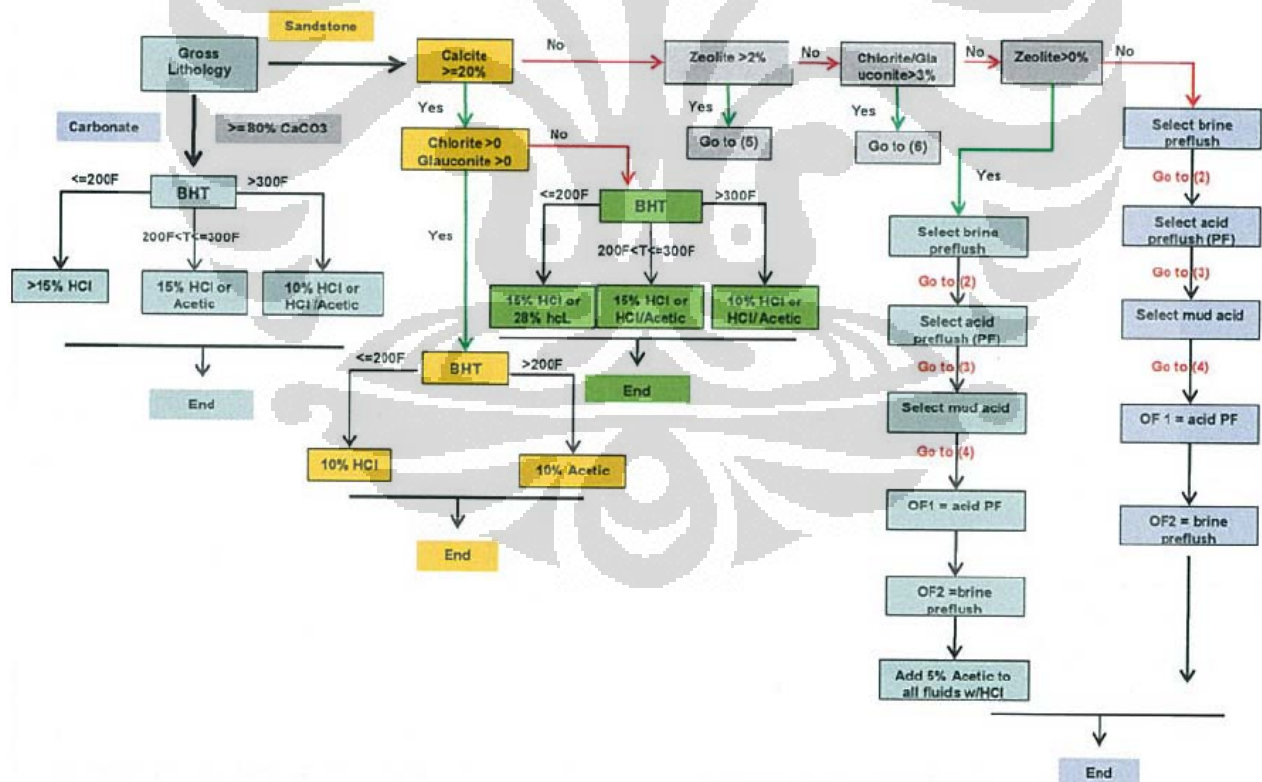 Sandstone
Gross
Lithology
Calcite
>=20%
No
Zeolite >2%
No
Chlorite/Gla
uconite>3%
No
Zeolite>0%
No
Carbonate
>=80% CaCO3
Yes
Yes
Yes
Chlorite >0
Glauconite >0
No
Go to (5)
Go to (6)
Select brine
preflush
Go to (2)
<=200F
BHT
>300F
200F<T<=300F
>15% HCl
15% HCl or
Acetic
10% HCl or
HCl/Acetic
End
Yes
<=200F
BHT
>300F
200F<T<=300F
15% HCl or
28% hcL
15% HCl or
HCl/Acetic
10% HCl or
HCl/Acetic
End
<=200F
BHT
>200F
10% HCl
10% Acetic
End
Yes
Select brine
preflush
Go to (2)
Select acid
preflush (PF)
Go to (3)
Select mud acid
Go to (4)
OF1 = acid PF
OF2 =brine
preflush
Add 5% Acetic to
all fluids w/HCl
Select acid
preflush (PF)
Go to (3)
Select mud acid
Go to (4)
OF 1 = acid PF
OF2 = brine
preflush
End